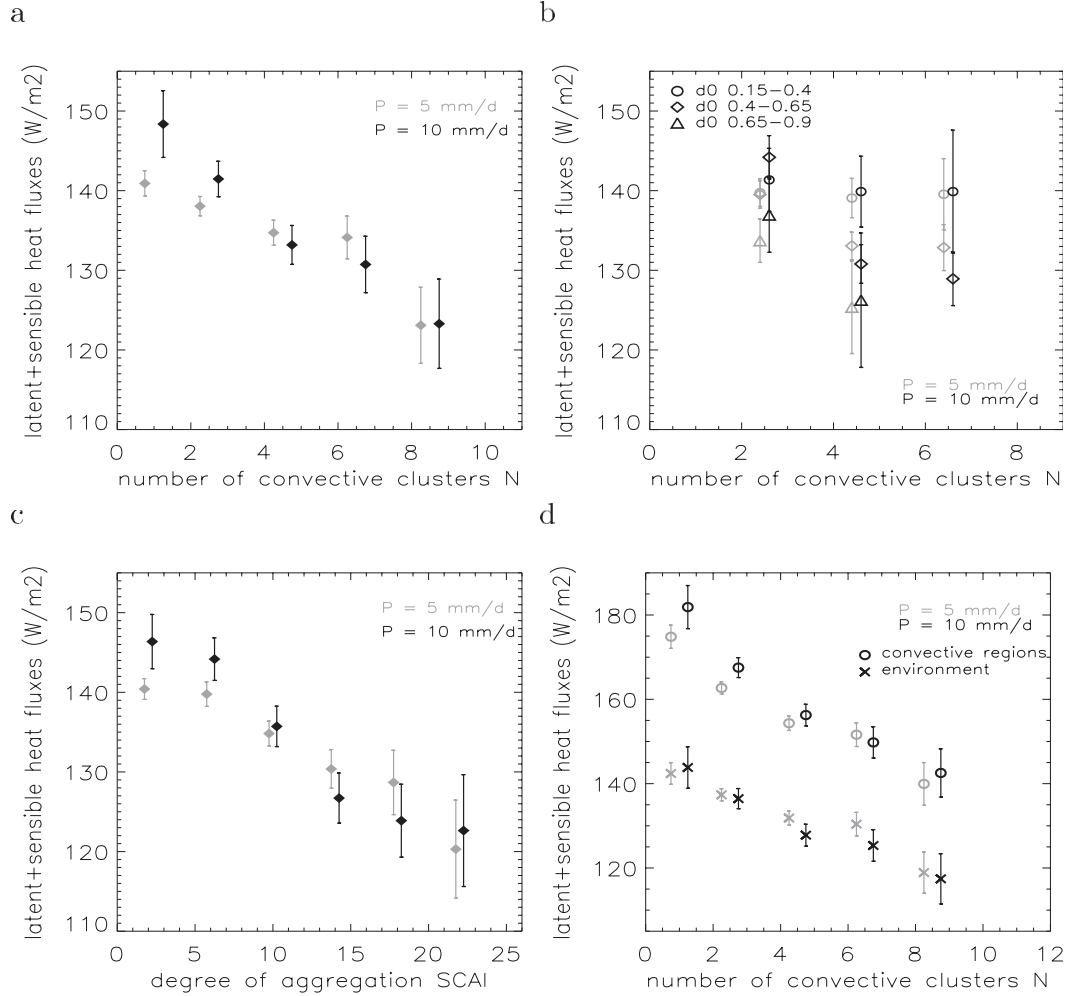 a
latent+sensible heat fluxes (W/m2)
150
140
130
120
110
P = 5 mm/d
P = 10 mm/d
0 2 4 6 8 10
number of convective clusters N
b
latent+sensible heat fluxes (W/m2)
150
140
130
120
110
d0 0.15−0.4
d0 0.4−0.65
d0 0.65−0.9
P = 5 mm/d
P = 10 mm/d
0 2 4 6 8
number of convective clusters N
c
latent+sensible heat fluxes (W/m2)
150
140
130
120
110
P = 5 mm/d
P = 10 mm/d
0 5 10 15 20 25
degree of aggregation SCAI
d
latent+sensible heat fluxes (W/m2)
180
160
140
120
P = 5 mm/d
P = 10 mm/d
convective regions
environment
0 2 4 6 8 10 12
number of convective clusters N